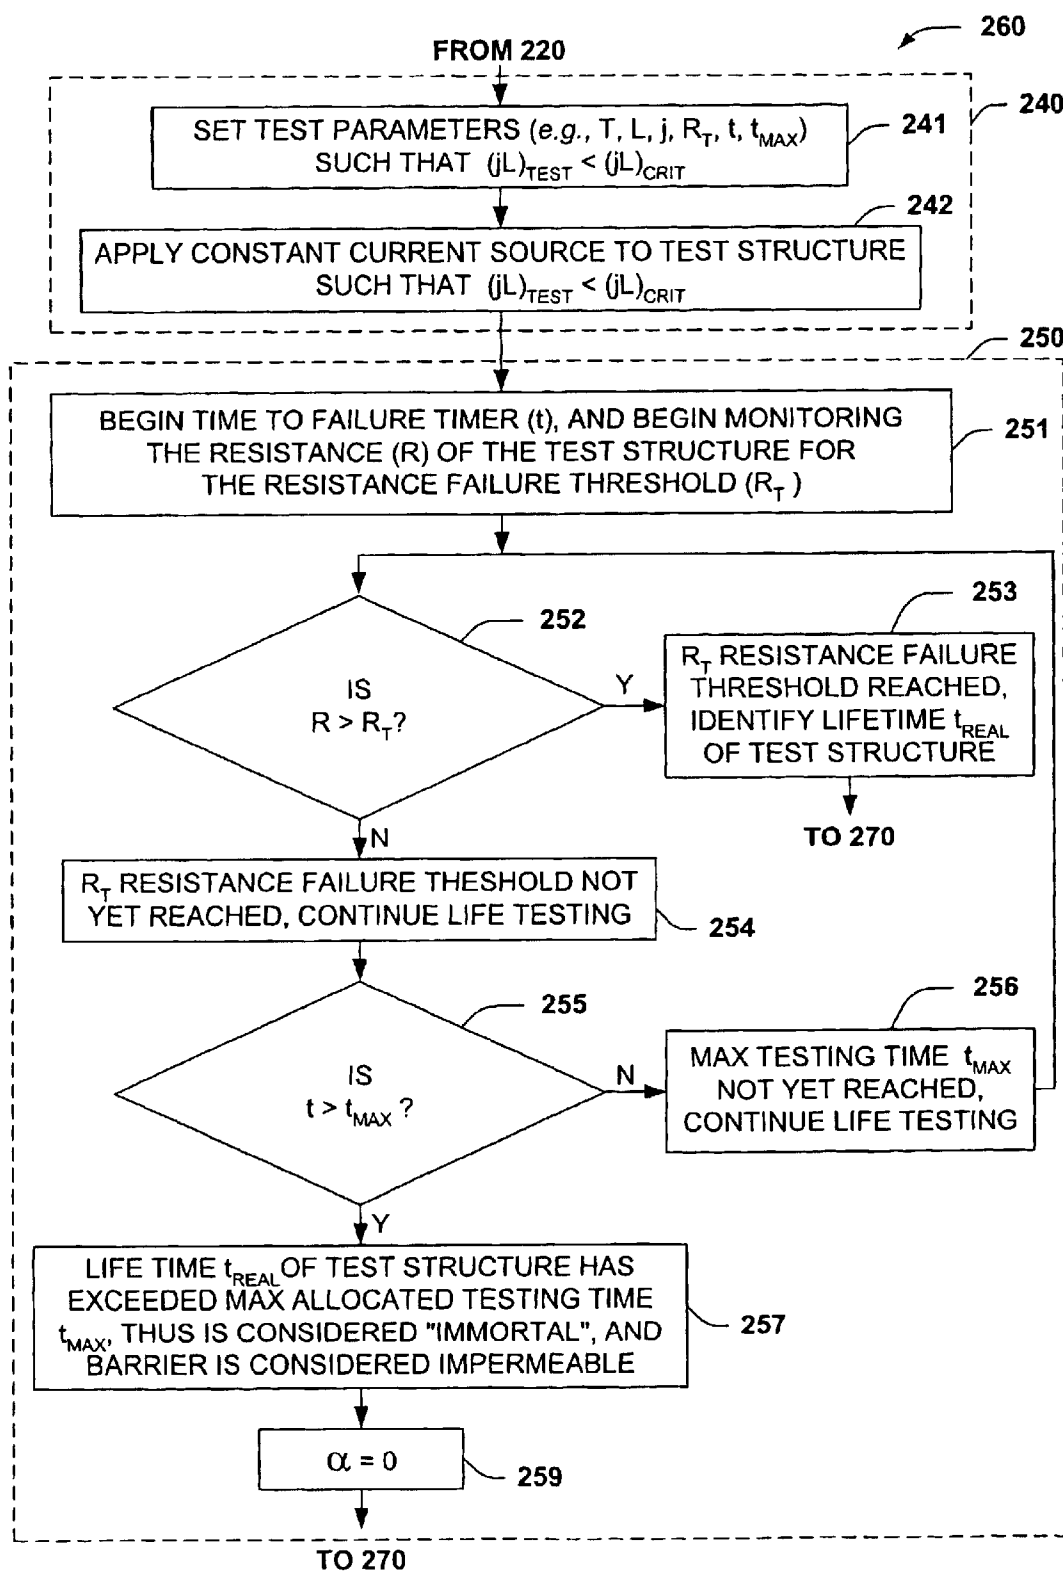 260
FROM 220
240
SET TEST PARAMETERS (e.g., T, L, j, R_T, t, t_MAX)
SUCH THAT (jL)_TEST < (jL)_CRIT
241
242
APPLY CONSTANT CURRENT SOURCE TO TEST STRUCTURE
SUCH THAT (jL)_TEST < (jL)_CRIT
250
BEGIN TIME TO FAILURE TIMER (t), AND BEGIN MONITORING
THE RESISTANCE (R) OF THE TEST STRUCTURE FOR
THE RESISTANCE FAILURE THRESHOLD (R_T )
251
252
IS
R > R_T?
Y
253
R_T RESISTANCE FAILURE
THRESHOLD REACHED,
IDENTIFY LIFETIME t_REAL
OF TEST STRUCTURE
TO 270
N
R_T RESISTANCE FAILURE THESHOLD NOT
YET REACHED, CONTINUE LIFE TESTING
254
255
IS
t > t_MAX ?
N
256
MAX TESTING TIME t_MAX
NOT YET REACHED,
CONTINUE LIFE TESTING
Y
LIFE TIME t_REAL OF TEST STRUCTURE HAS
EXCEEDED MAX ALLOCATED TESTING TIME
t_MAX, THUS IS CONSIDERED "IMMORTAL", AND
BARRIER IS CONSIDERED IMPERMEABLE
257
α = 0
259
TO 270